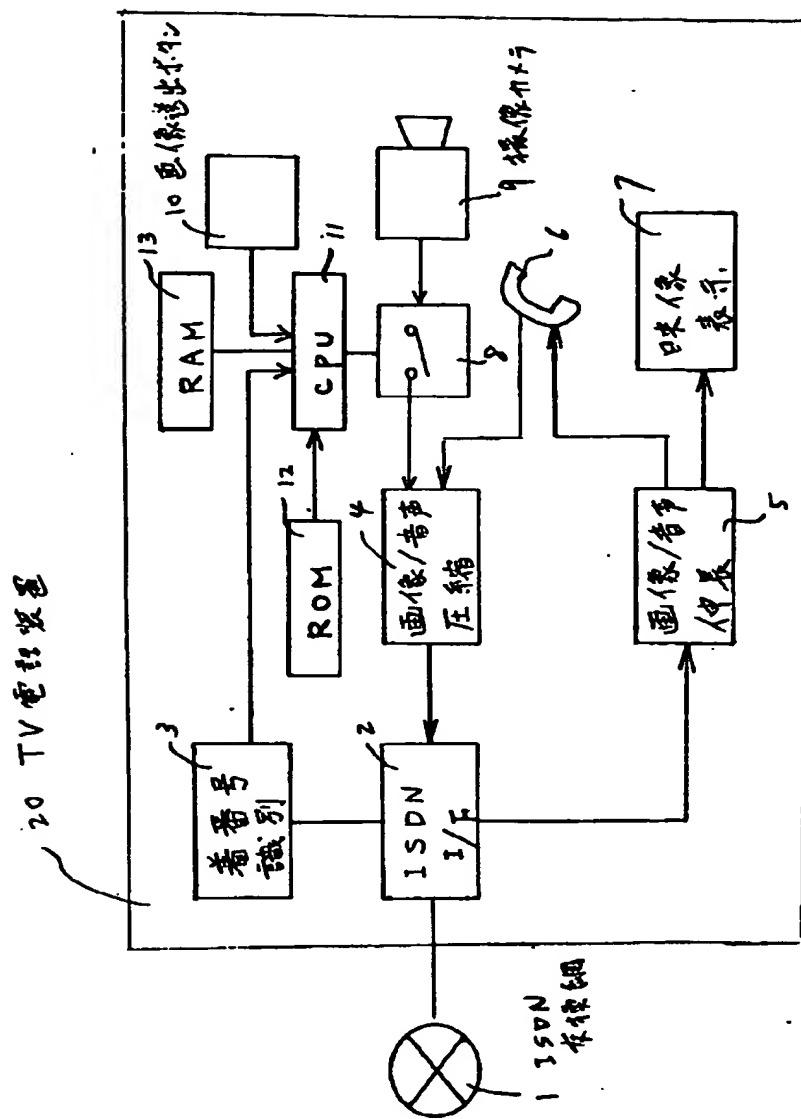 20 TV電話装置
10 画像送出ボタン
13
RAM
11
CPU
9 撮像カメラ
3
着番号
識別
12
ROM
8
6
2
ISDN
I/F
4
画像/音声
圧縮
7
映像
表示
5
画像/音声
伸長
1 ISDN
交換網